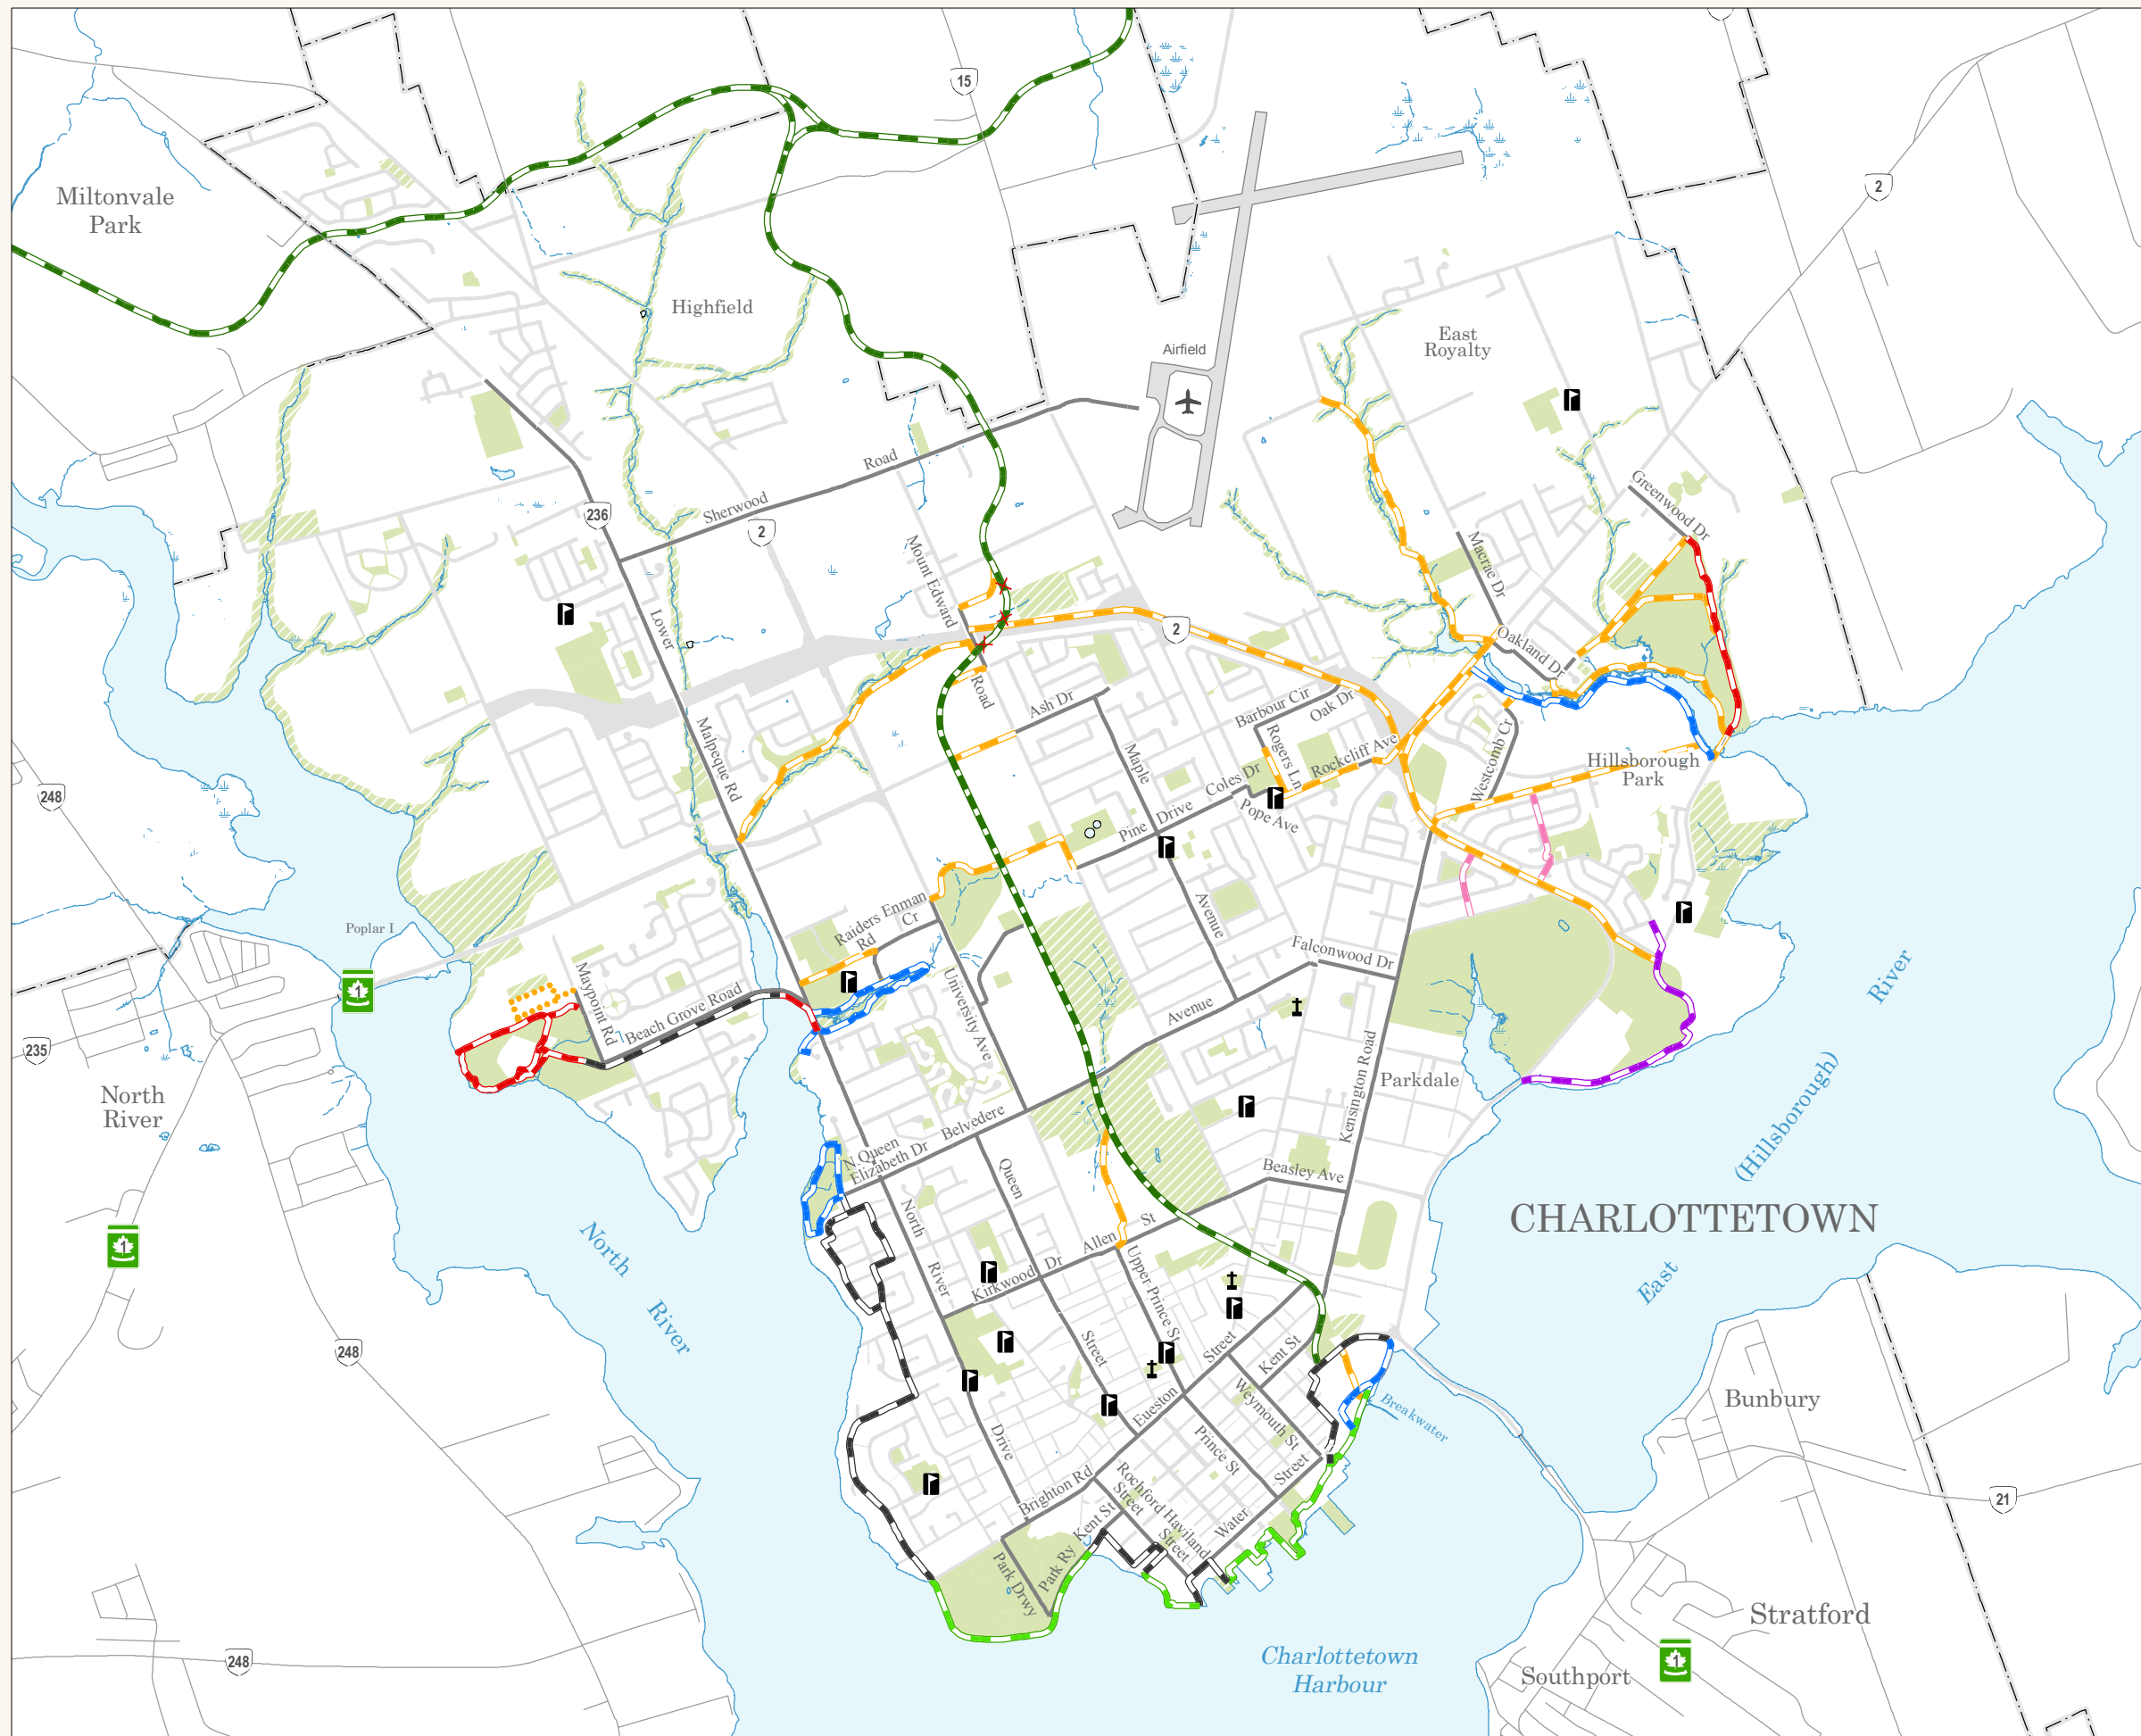 15
Miltonvale
Park
2
Highfield
East
Royalty
Airfield
Road
Sherwood
236
2
Greenwood Dr
Mount Edward
Macrae Dr
Lower
2
Oakland Dr
Road
Ash Dr
Barbour Cir
Oak Dr
Malpeque Rd
Maple
Rogers Ln
Rockcliff Ave
Westcomb Cr
Hillsborough
Park
248
Coles Dr
Pope Ave
Pine Drive
Raiders
Rd
Enman
Cr
Avenue
Poplar I
Falconwood Dr
1
Maypoint Rd
Beach Grove Road
University Ave
Avenue
River
235
North
River
Kensington Road
Parkdale
(Hillsborough)
Belvedere
N Queen
Elizabeth Dr
Queen
Beasley Ave
CHARLOTTETOWN
1
North
River
North
River
Allen St
Kirkwood Dr
Upper Prince St
East
248
Street
Street
Kent St
Weymouth St
Breakwater
Bunbury
Eueston
Drive
Prince St
Street
21
Brighton Rd
Rochford
Street
Haviland
Street
Water
Kent St
Park Ry
Park Drwy
Stratford
248
Charlottetown
Harbour
Southport
1